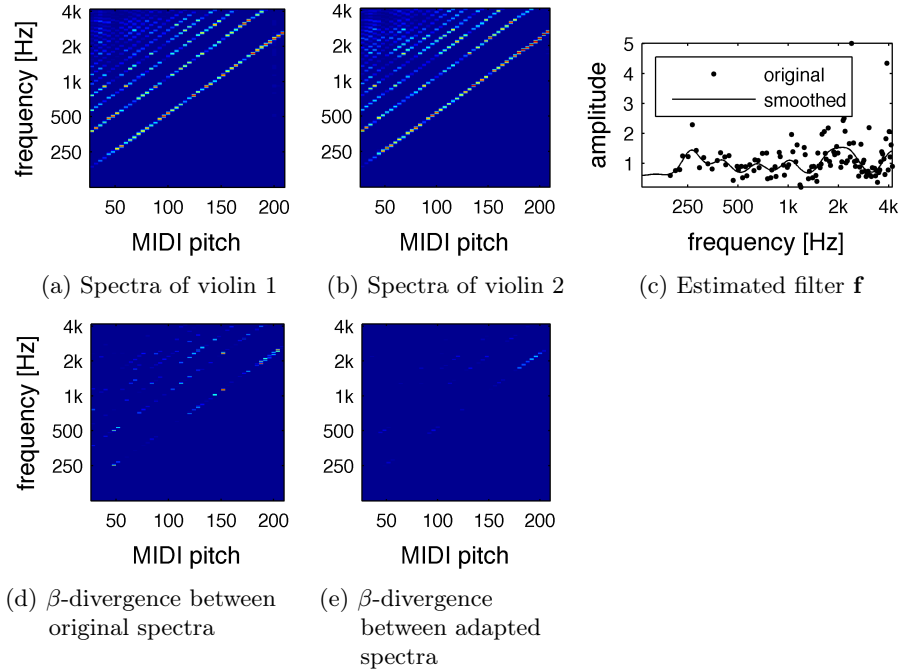 frequency [Hz]
4k
2k
1k
500
250
50
100
150
200
MIDI pitch
(a) Spectra of violin 1
4k
2k
1k
500
250
50
100
150
200
MIDI pitch
(b) Spectra of violin 2
amplitude
5
4
3
2
1
original
smoothed
250
500
1k
2k
4k
frequency [Hz]
(c) Estimated filter f
frequency [Hz]
4k
2k
1k
500
250
50
100
150
200
MIDI pitch
(d) β-divergence between
original spectra
4k
2k
1k
500
250
50
100
150
200
MIDI pitch
(e) β-divergence
between adapted
spectra